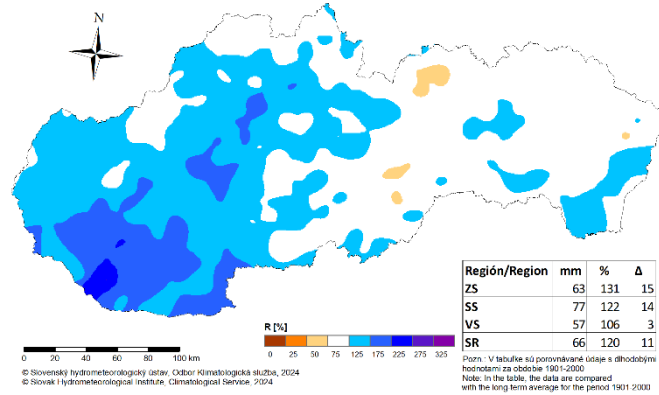 N
Región/Region mm % Δ
ZS 63 131 15
SS 77 122 14
VS 57 106 3
SR 66 120 11
R [%]
0 25 50 75 125 175 225 275 325
0 20 40 60 80 100 km
Pozn.: V tabuľke sú porovnávané údaje s dlhodobými
hodnotami za obdobie 1901-2000
Note: In the table, the data are compared
with the long-term average for the period 1901-2000
© Slovenský hydrometeorologický ústav, Odbor Klimatologická služba, 2024
© Slovak Hydrometeorological Institute, Climatological Service, 2024